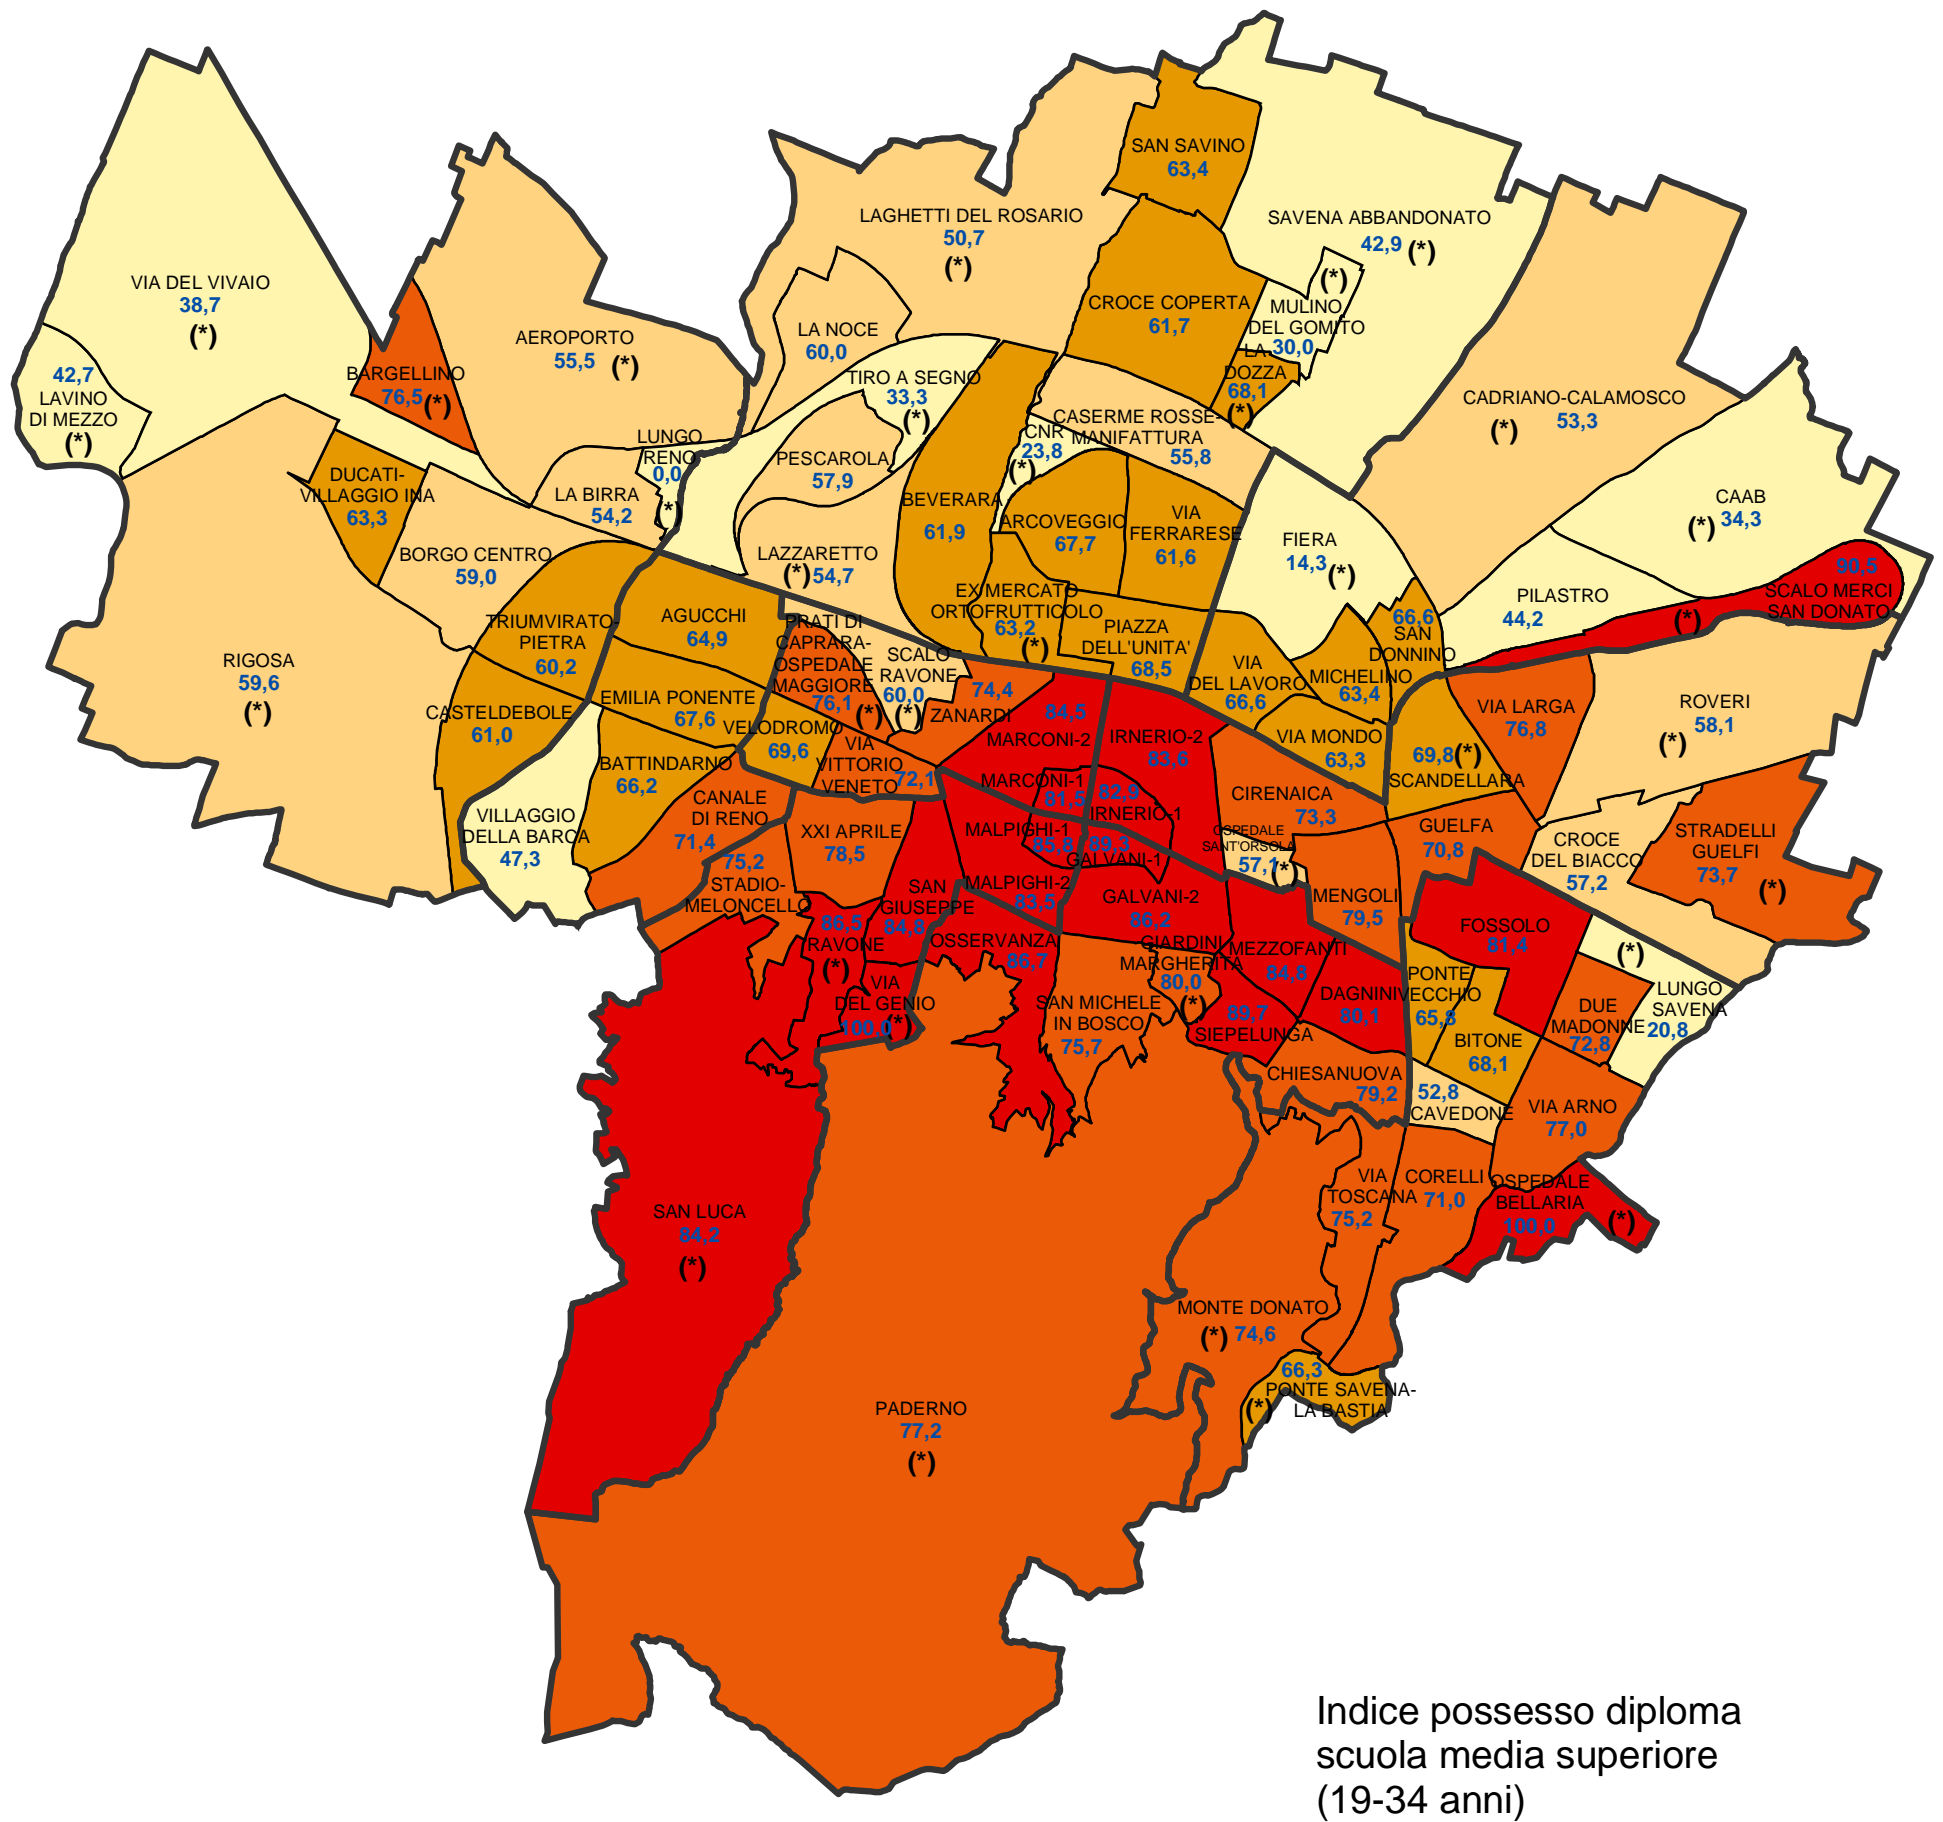 SAN SAVINO
63,4
LAGHETTI DEL ROSARIO
50,7
(*)
SAVENA ABBANDONATO
42,9 (*)
VIA DEL VIVAIO
38,7
(*)
CROCE COPERTA
61,7
(*)
MULINO
DEL GOMITO
30,0
LA
DOZZA
68,1
(*)
LA NOCE
60,0
AEROPORTO
55,5 (*)
BARGELLINO
76,5 (*)
42,7
LAVINO
DI MEZZO
(*)
TIRO A SEGNO
33,3
(*)
CADRIANO-CALAMOSCO
(*) 53,3
CASERME ROSSE-
MANIFATTURA
55,8
CNR
23,8
(*)
LUNGO
RENO
0,0
(*)
PESCAROLA
57,9
DUCATI-
VILLAGGIO INA
63,3
LA BIRRA
54,2
BEVERARA
61,9
ARCOVEGGIO
67,7
VIA
FERRARESE
61,6
CAAB
(*) 34,3
FIERA
14,3 (*)
BORGO CENTRO
59,0
LAZZARETTO
(*) 54,7
90,5
SCALO MERCI
SAN DONATO
(*)
PILASTRO
44,2
EX MERCATO
ORTOFRUTTICOLO
63,2
(*)
AGUCCHI
64,9
TRIUMVIRATO-
PIETRA
60,2
PRATI DI
CAPRARA-
OSPEDALE
MAGGIORE
76,1 (*)
SCALO
RAVONE
60,0
(*)
PIAZZA
DELL'UNITA'
68,5
66,6
SAN
DONNINO
VIA
DEL LAVORO
66,6
MICHELINO
63,4
RIGOSA
59,6
(*)
EMILIA PONENTE
67,6
74,4
ZANARDI
CASTELDEBOLE
61,0
VELODROMO
69,6
VIA
VITTORIO
VENETO
72,1
84,5
MARCONI-2
IRNERIO-2
83,6
VIA MONDO
63,3
VIA LARGA
76,8
ROVERI
58,1
(*)
69,8 (*)
SCANDELLARA
BATTINDARNO
66,2
MARCONI-1
81,5
82,9
IRNERIO-1
CIRENAICA
73,3
CANALE
DI RENO
71,4
VILLAGGIO
DELLA BARCA
47,3
XXI APRILE
78,5
MALPIGHI-1
85,8
89,3
GALVANI-1
OSPEDALE
SANT'ORSOLA
57,1
(*)
GUELFA
70,8
CROCE
DEL BIACCO
57,2
STRADELLI
GUELFI
73,7
(*)
75,2
STADIO-
MELONCELLO
SAN
GIUSEPPE
84,8
MALPIGHI-2
83,5
GALVANI-2
86,2
MENGOLI
79,5
86,5
RAVONE
(*)
OSSERVANZA
86,7
GIARDINI
MARGHERITA
80,0
(*)
MEZZOFANTI
84,8
FOSSOLO
81,4
(*)
LUNGO
SAVENA
20,8
VIA
DEL GENIO
100,0
(*)
SAN MICHELE
IN BOSCO
75,7
89,7
SIEPELUNGA
DAGNINI
80,1
PONTE
VECCHIO
65,8
DUE
MADONNE
72,8
BITONE
68,1
CHIESANUOVA
79,2
52,8
CAVEDONE
VIA ARNO
77,0
SAN LUCA
84,2
(*)
VIA
TOSCANA
75,2
CORELLI
71,0
OSPEDALE
BELLARIA
100,0
(*)
MONTE DONATO
(*) 74,6
66,3
PONTE SAVENA-
LA BASTIA
(*)
PADERNO
77,2
(*)
Indice possesso diploma
scuola media superiore
(19-34 anni)